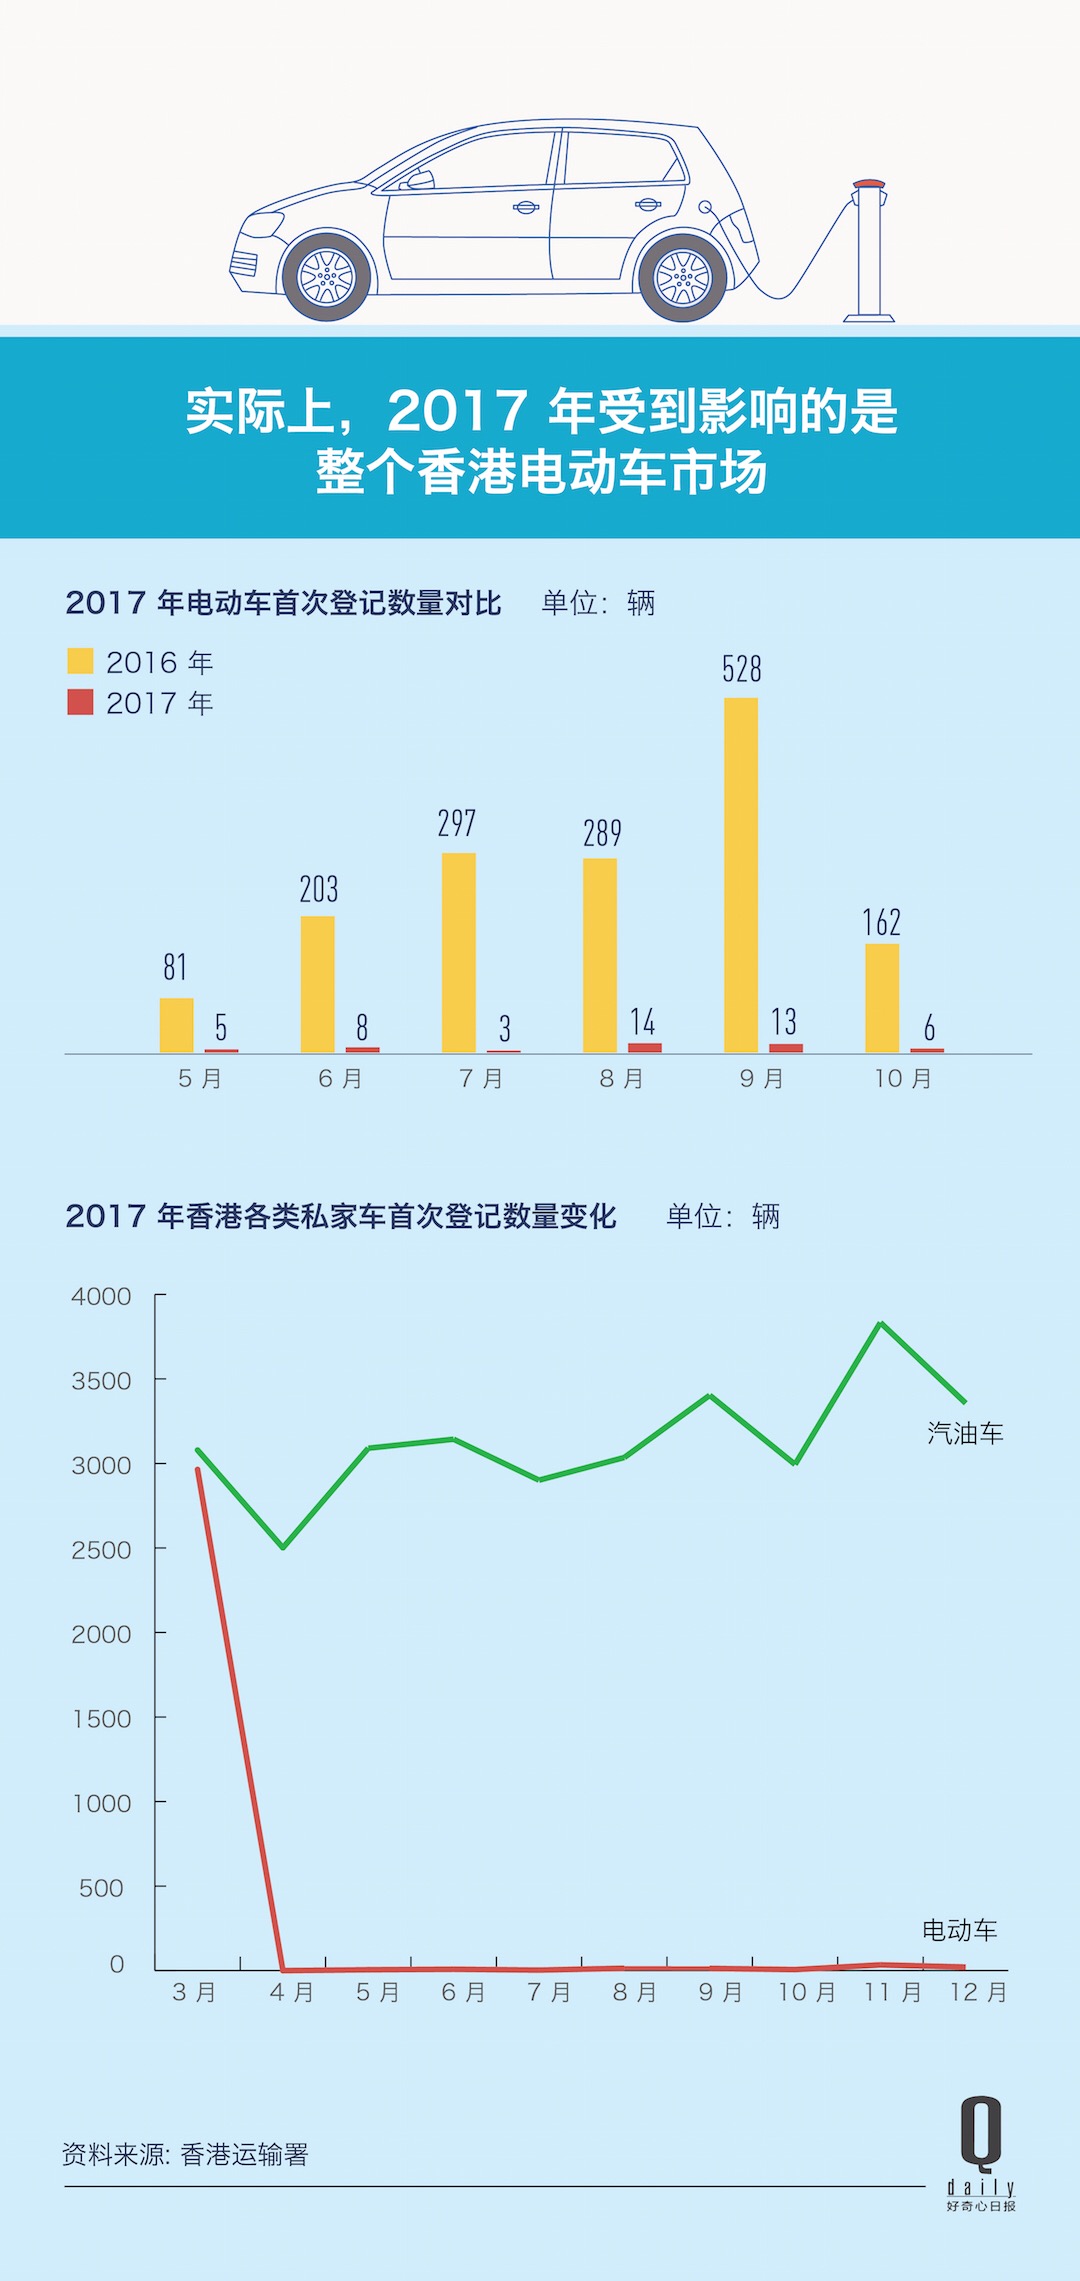 实际上，2017 年受到影响的是
整个香港电动车市场
2017 年电动车首次登记数量对比 单位：辆
2016 年
2017 年
81 5 203 8 297 3 289 14 528 13 162 6
5 月 6 月 7 月 8 月 9 月 10 月
2017 年香港各类私家车首次登记数量变化 单位：辆
4000
3500
3000
2500
2000
1500
1000
500
0
汽油车
电动车
3 月 4 月 5 月 6 月 7 月 8 月 9 月 10 月 11 月 12 月
资料来源: 香港运输署
Q
daily
好奇心日报